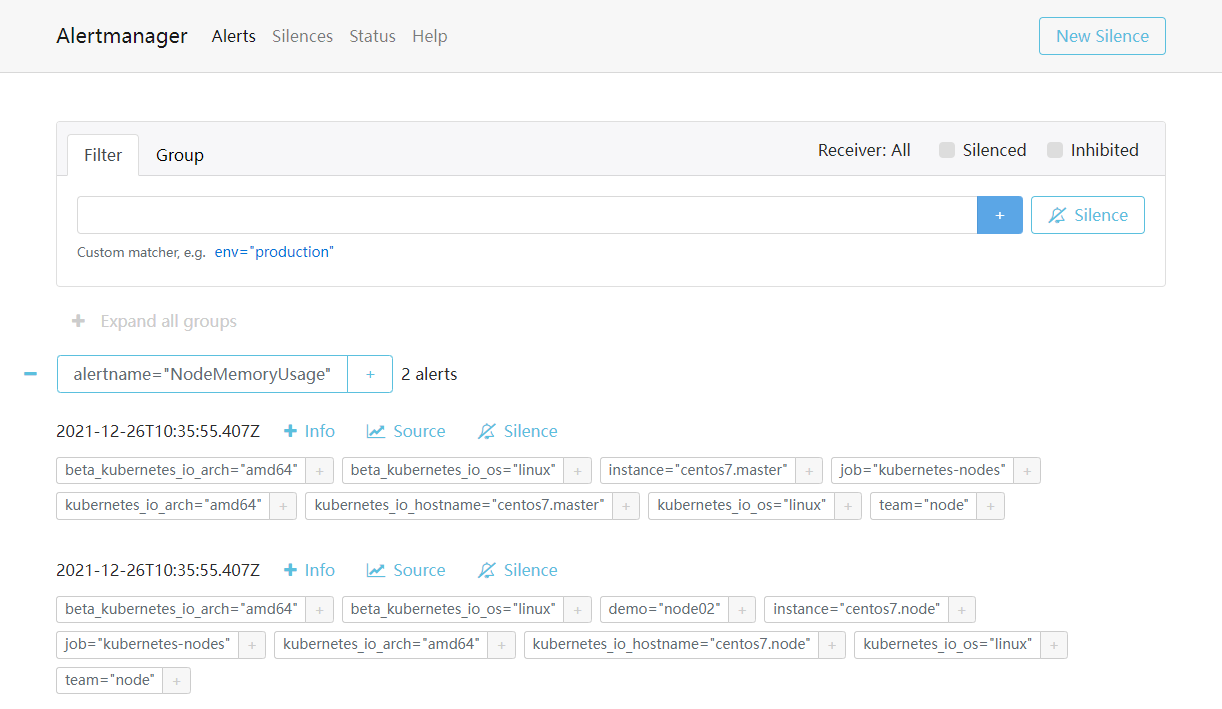 Alertmanager Alerts Silences Status Help New Silence
Filter Group Receiver: All Silenced Inhibited
+ Silence
Custom matcher, e.g. env="production"
+ Expand all groups
− alertname="NodeMemoryUsage" + 2 alerts
2021-12-26T10:35:55.407Z + Info Source Silence
beta_kubernetes_io_arch="amd64" + beta_kubernetes_io_os="linux" + instance="centos7.master" + job="kubernetes-nodes" +
kubernetes_io_arch="amd64" + kubernetes_io_hostname="centos7.master" + kubernetes_io_os="linux" + team="node" +
2021-12-26T10:35:55.407Z + Info Source Silence
beta_kubernetes_io_arch="amd64" + beta_kubernetes_io_os="linux" + demo="node02" + instance="centos7.node" +
job="kubernetes-nodes" + kubernetes_io_arch="amd64" + kubernetes_io_hostname="centos7.node" + kubernetes_io_os="linux" +
team="node" +